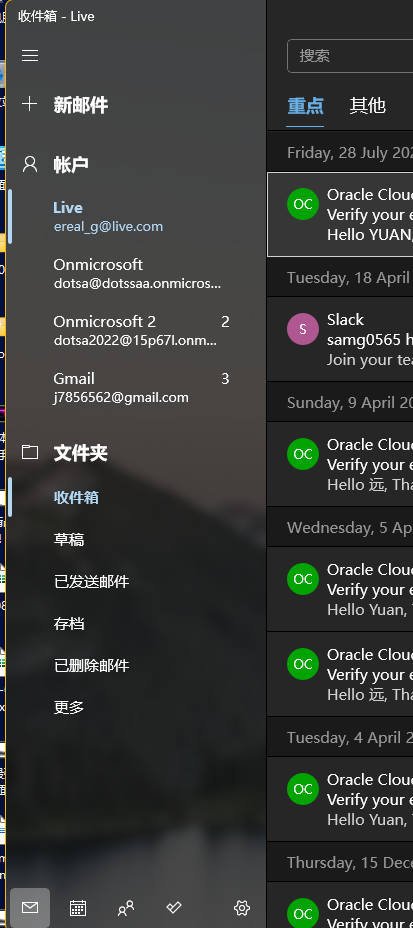 收件箱 - Live
新邮件
帐户
Live
ereal_g@live.com
Onmicrosoft
dotsa@dotssaa.onmicros...
Onmicrosoft 2 2
dotsa2022@15p67l.onm...
Gmail 3
j7856562@gmail.com
文件夹
收件箱
草稿
已发送邮件
存档
已删除邮件
更多
搜索
重点 其他
Friday, 28 July 202
OC
Oracle Cloud
Verify your e
Hello YUAN,
Tuesday, 18 April
S
Slack
samg0565 h
Join your tea
Sunday, 9 April 20
OC
Oracle Cloud
Verify your e
Hello 远, Tha
Wednesday, 5 Ap
OC
Oracle Cloud
Verify your e
Hello Yuan,
OC
Oracle Cloud
Verify your e
Hello 远, Tha
Tuesday, 4 April 2
OC
Oracle Cloud
Verify your e
Hello Yuan,
Thursday, 15 Dece
OC
Oracle Cloud
Verify your e